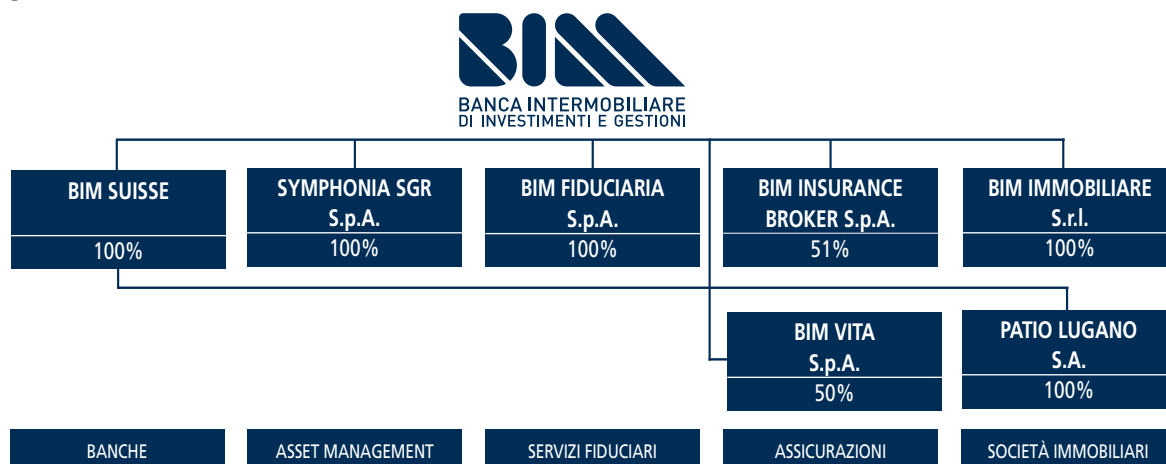 BIM
BANCA INTERMOBILIARE
DI INVESTIMENTI E GESTIONI
BIM SUISSE
100%
SYMPHONIA SGR
S.p.A.
100%
BIM FIDUCIARIA
S.p.A.
100%
BIM INSURANCE
BROKER S.p.A.
51%
BIM IMMOBILIARE
S.r.l.
100%
BIM VITA
S.p.A.
50%
PATIO LUGANO
S.A.
100%
BANCHE
ASSET MANAGEMENT
SERVIZI FIDUCIARI
ASSICURAZIONI
SOCIETÀ IMMOBILIARI